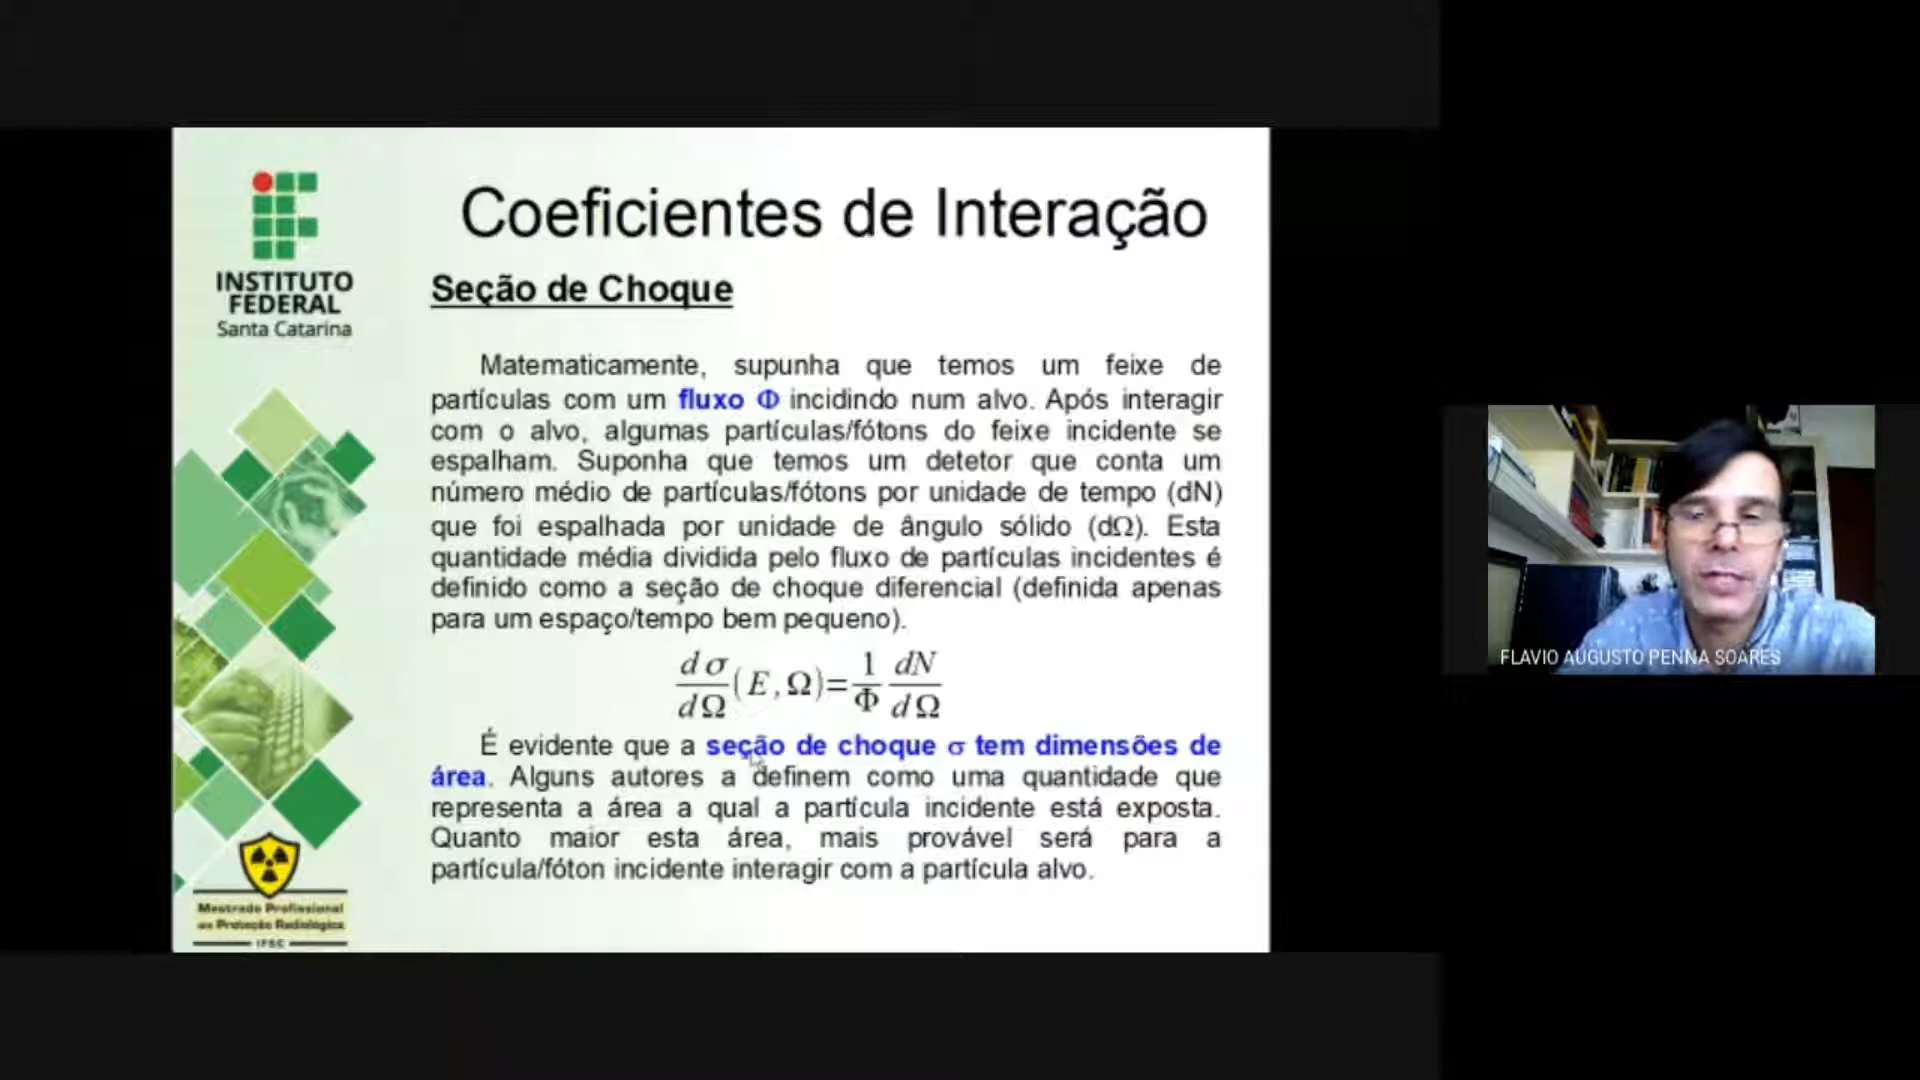 INSTITUTO
FEDERAL
Santa Catarina
Mestrado Profissional
em Proteção Radiológica
IFSC
Coeficientes de Interação
Seção de Choque
Matematicamente, supunha que temos um feixe de
partículas com um fluxo Φ incidindo num alvo. Após interagir
com o alvo, algumas partículas/fótons do feixe incidente se
espalham. Suponha que temos um detetor que conta um
número médio de partículas/fótons por unidade de tempo (dN)
que foi espalhada por unidade de ângulo sólido (dΩ). Esta
quantidade média dividida pelo fluxo de partículas incidentes é
definido como a seção de choque diferencial (definida apenas
para um espaço/tempo bem pequeno).
dσ/dΩ (E,Ω)=1/Φ dN/dΩ
É evidente que a seção de choque σ tem dimensões de
área. Alguns autores a definem como uma quantidade que
representa a área a qual a partícula incidente está exposta.
Quanto maior esta área, mais provável será para a
partícula/fóton incidente interagir com a partícula alvo.
FLAVIO AUGUSTO PENNA SOARES